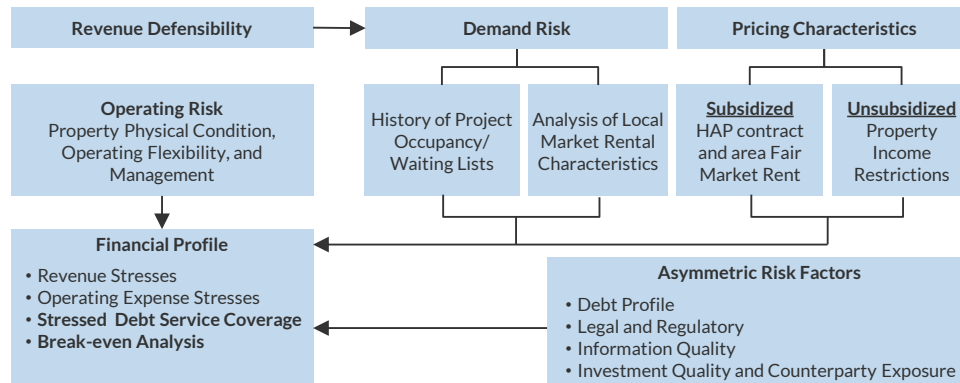 Revenue Defensibility
Demand Risk
Pricing Characteristics
Operating Risk
Property Physical Condition,
Operating Flexibility, and
Management
History of Project
Occupancy/
Waiting Lists
Analysis of Local
Market Rental
Characteristics
Subsidized
HAP contract
and area Fair
Market Rent
Unsubsidized
Property
Income
Restrictions
Financial Profile
• Revenue Stresses
• Operating Expense Stresses
• Stressed Debt Service Coverage
• Break-even Analysis
Asymmetric Risk Factors
• Debt Profile
• Legal and Regulatory
• Information Quality
• Investment Quality and Counterparty Exposure